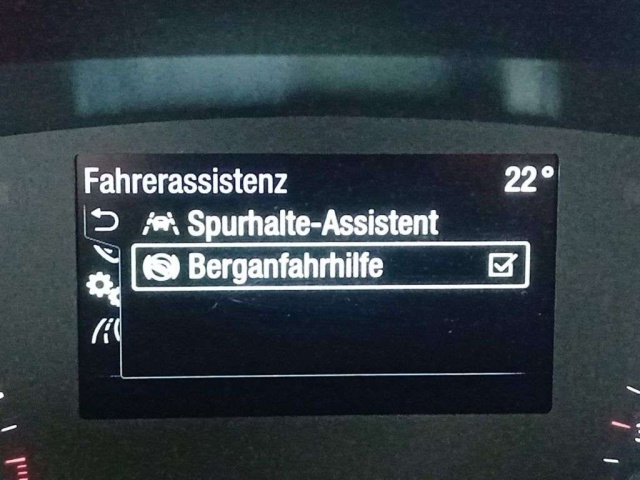 Fahrerassistenz 22°
Spurhalte-Assistent
Berganfahrhilfe